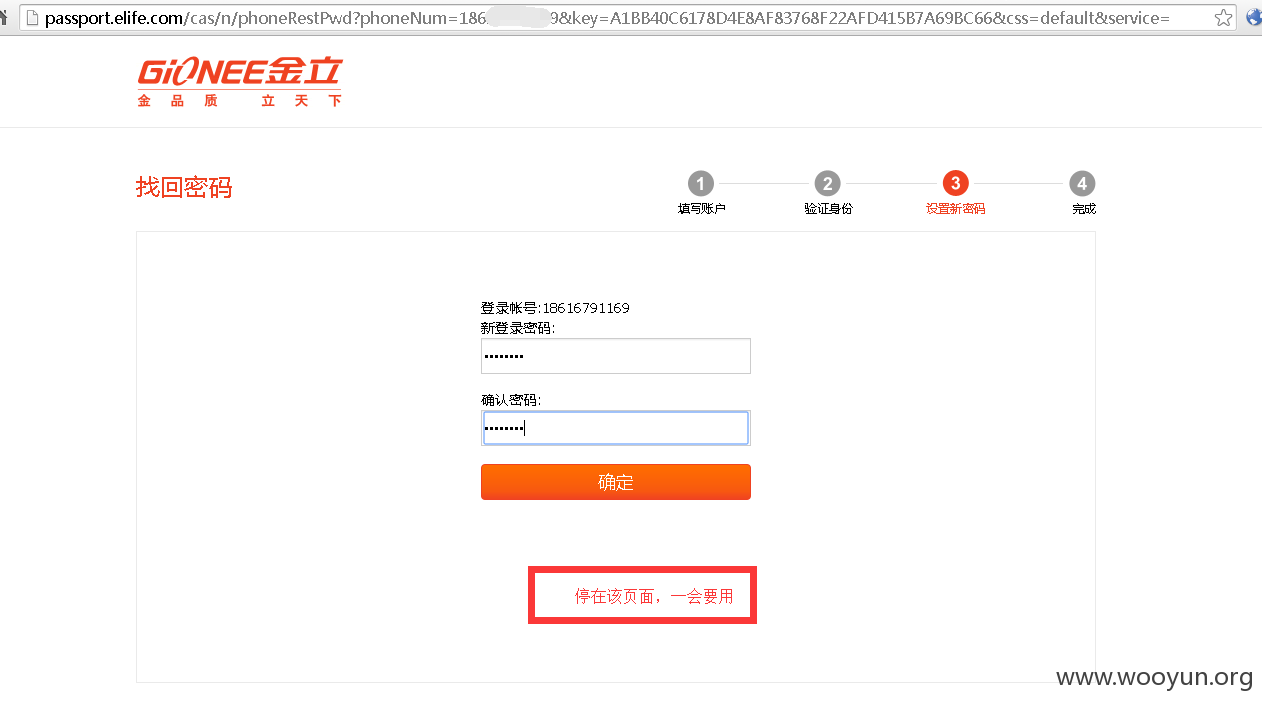 passport.elife.com/cas/n/phoneRestPwd?phoneNum=186 9&key=A1BB40C6178D4E8AF83768F22AFD415B7A69BC66&css=default&service=
GiONEE金立
金 品 质 立 天 下
找回密码
1 2 3 4
填写账户 验证身份 设置新密码 完成
登录帐号:18616791169
新登录密码:
确认密码:
确定
停在该页面，一会要用
www.wooyun.org